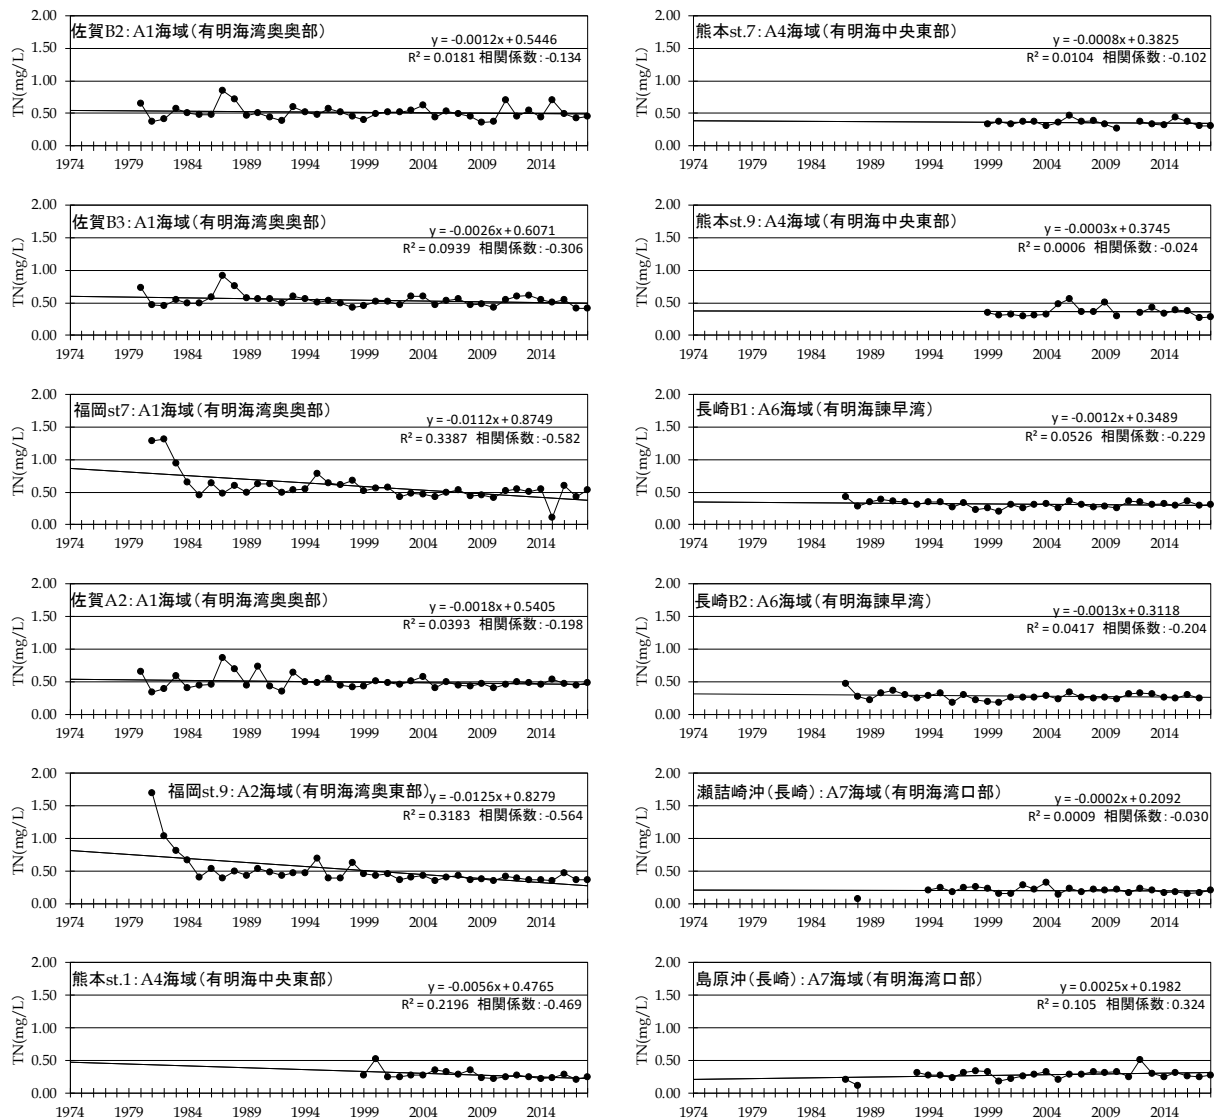 佐賀B2：A1海域（有明海湾奥奥部）
y = -0.0012x + 0.5446
R² = 0.0181 相関係数：-0.134
TN(mg/L)
2.00
1.50
1.00
0.50
0.00
1974 1979 1984 1989 1994 1999 2004 2009 2014
佐賀B3：A1海域（有明海湾奥奥部）
y = -0.0026x + 0.6071
R² = 0.0939 相関係数：-0.306
TN(mg/L)
2.00
1.50
1.00
0.50
0.00
1974 1979 1984 1989 1994 1999 2004 2009 2014
福岡st7：A1海域（有明海湾奥奥部）
y = -0.0112x + 0.8749
R² = 0.3387 相関係数：-0.582
TN(mg/L)
2.00
1.50
1.00
0.50
0.00
1974 1979 1984 1989 1994 1999 2004 2009 2014
佐賀A2：A1海域（有明海湾奥奥部）
y = -0.0018x + 0.5405
R² = 0.0393 相関係数：-0.198
TN(mg/L)
2.00
1.50
1.00
0.50
0.00
1974 1979 1984 1989 1994 1999 2004 2009 2014
福岡st.9：A2海域（有明海湾奥東部）
y = -0.0125x + 0.8279
R² = 0.3183 相関係数：-0.564
TN(mg/L)
2.00
1.50
1.00
0.50
0.00
1974 1979 1984 1989 1994 1999 2004 2009 2014
熊本st.1：A4海域（有明海中央東部）
y = -0.0056x + 0.4765
R² = 0.2196 相関係数：-0.469
TN(mg/L)
2.00
1.50
1.00
0.50
0.00
1974 1979 1984 1989 1994 1999 2004 2009 2014
熊本st.7：A4海域（有明海中央東部）
y = -0.0008x + 0.3825
R² = 0.0104 相関係数：-0.102
TN(mg/L)
2.00
1.50
1.00
0.50
0.00
1974 1979 1984 1989 1994 1999 2004 2009 2014
熊本st.9：A4海域（有明海中央東部）
y = -0.0003x + 0.3745
R² = 0.0006 相関係数：-0.024
TN(mg/L)
2.00
1.50
1.00
0.50
0.00
1974 1979 1984 1989 1994 1999 2004 2009 2014
長崎B1：A6海域（有明海諫早湾）
y = -0.0012x + 0.3489
R² = 0.0526 相関係数：-0.229
TN(mg/L)
2.00
1.50
1.00
0.50
0.00
1974 1979 1984 1989 1994 1999 2004 2009 2014
長崎B2：A6海域（有明海諫早湾）
y = -0.0013x + 0.3118
R² = 0.0417 相関係数：-0.204
TN(mg/L)
2.00
1.50
1.00
0.50
0.00
1974 1979 1984 1989 1994 1999 2004 2009 2014
瀬詰崎沖（長崎）：A7海域（有明海湾口部）
y = -0.0002x + 0.2092
R² = 0.0009 相関係数：-0.030
TN(mg/L)
2.00
1.50
1.00
0.50
0.00
1974 1979 1984 1989 1994 1999 2004 2009 2014
島原沖（長崎）：A7海域（有明海湾口部）
y = 0.0025x + 0.1982
R² = 0.105 相関係数：0.324
TN(mg/L)
2.00
1.50
1.00
0.50
0.00
1974 1979 1984 1989 1994 1999 2004 2009 2014